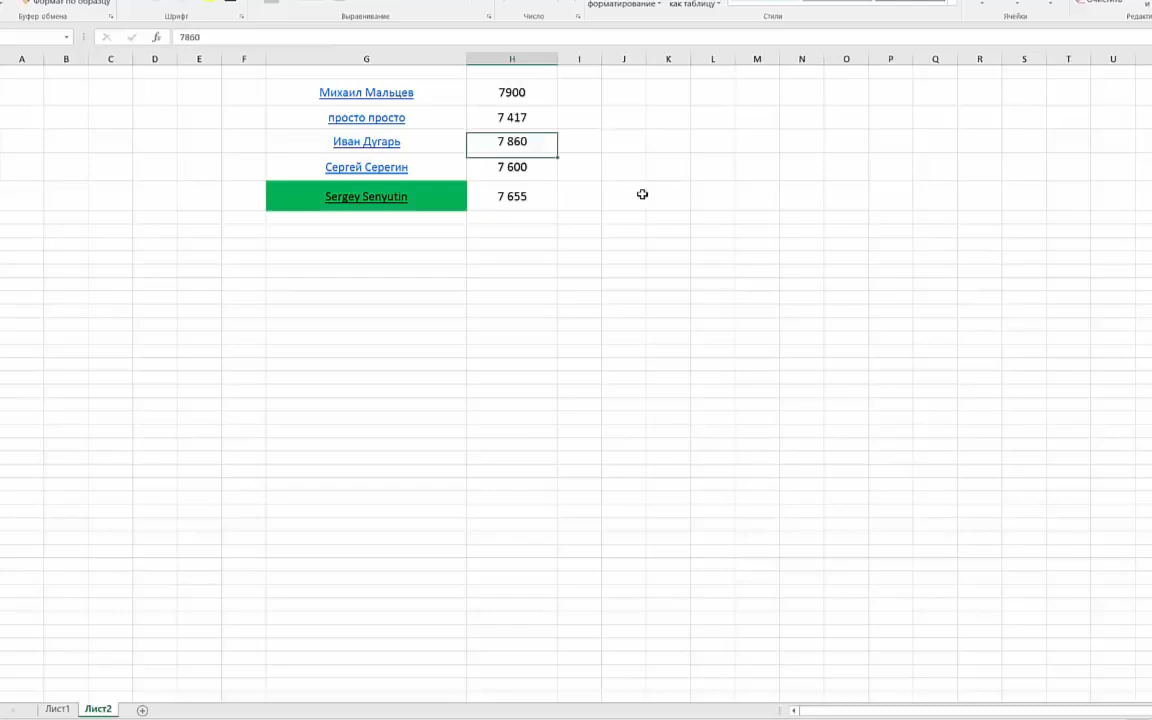 Формат по образцу
форматирование как таблицу
Буфер обмена Шрифт Выравнивание Число Стили Ячейки
fx 7860
A B C D E F G H I J K L M N O P Q R S T U
Михаил Мальцев 7900
просто просто 7 417
Иван Дугарь 7 860
Сергей Серегин 7 600
Sergey Senyutin 7 655
Лист1 Лист2